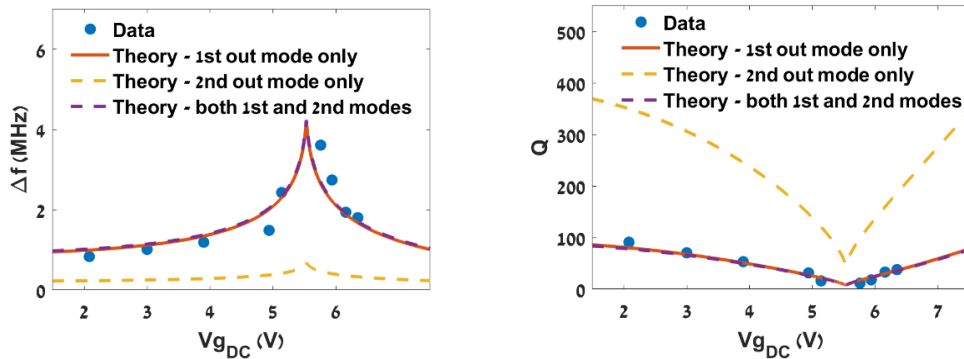 6
4
2
0
Δf (MHz)
Data
Theory - 1st out mode only
Theory - 2nd out mode only
Theory - both 1st and 2nd modes
2 3 4 5 6
Vg_DC (V)
500
400
300
200
100
0
Q
Data
Theory - 1st out mode only
Theory - 2nd out mode only
Theory - both 1st and 2nd modes
2 3 4 5 6 7
Vg_DC (V)